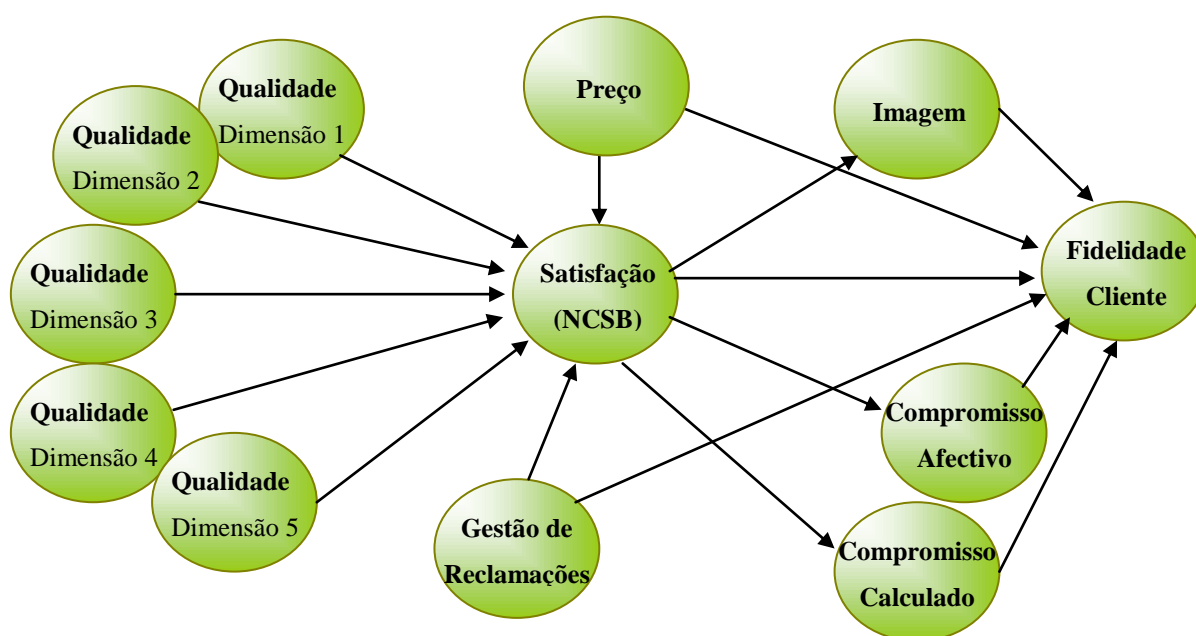 Qualidade
Dimensão 1
Qualidade
Dimensão 2
Qualidade
Dimensão 3
Qualidade
Dimensão 4
Qualidade
Dimensão 5
Preço
Satisfação
(NCSB)
Gestão de
Reclamações
Imagem
Fidelidade
Cliente
Compromisso
Afectivo
Compromisso
Calculado